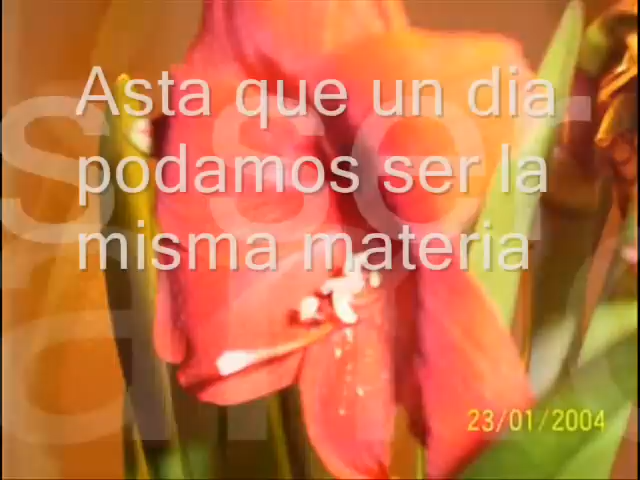 Asta que un dia
podamos ser la
misma materia
23/01/2004